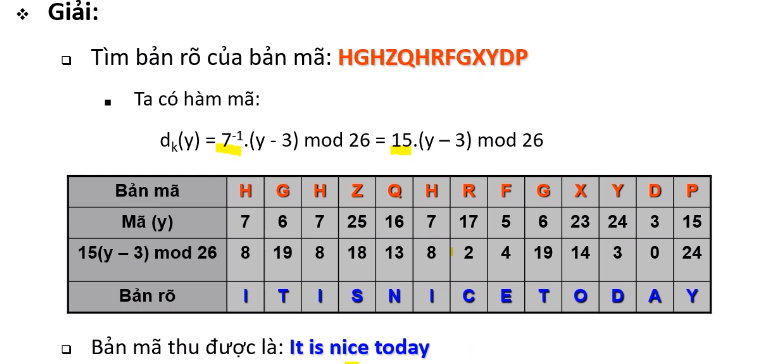 ❖ Giải:
❑ Tìm bản rõ của bản mã: HGHZQHRFGXYDP
▪ Ta có hàm mã:
dₖ(y) = 7⁻¹.(y - 3) mod 26 = 15.(y – 3) mod 26
Bản mã H G H Z Q H R F G X Y D P
Mã (y) 7 6 7 25 16 7 17 5 6 23 24 3 15
15(y – 3) mod 26 8 19 8 18 13 8 2 4 19 14 3 0 24
Bản rõ I T I S N I C E T O D A Y
❑ Bản mã thu được là: It is nice today